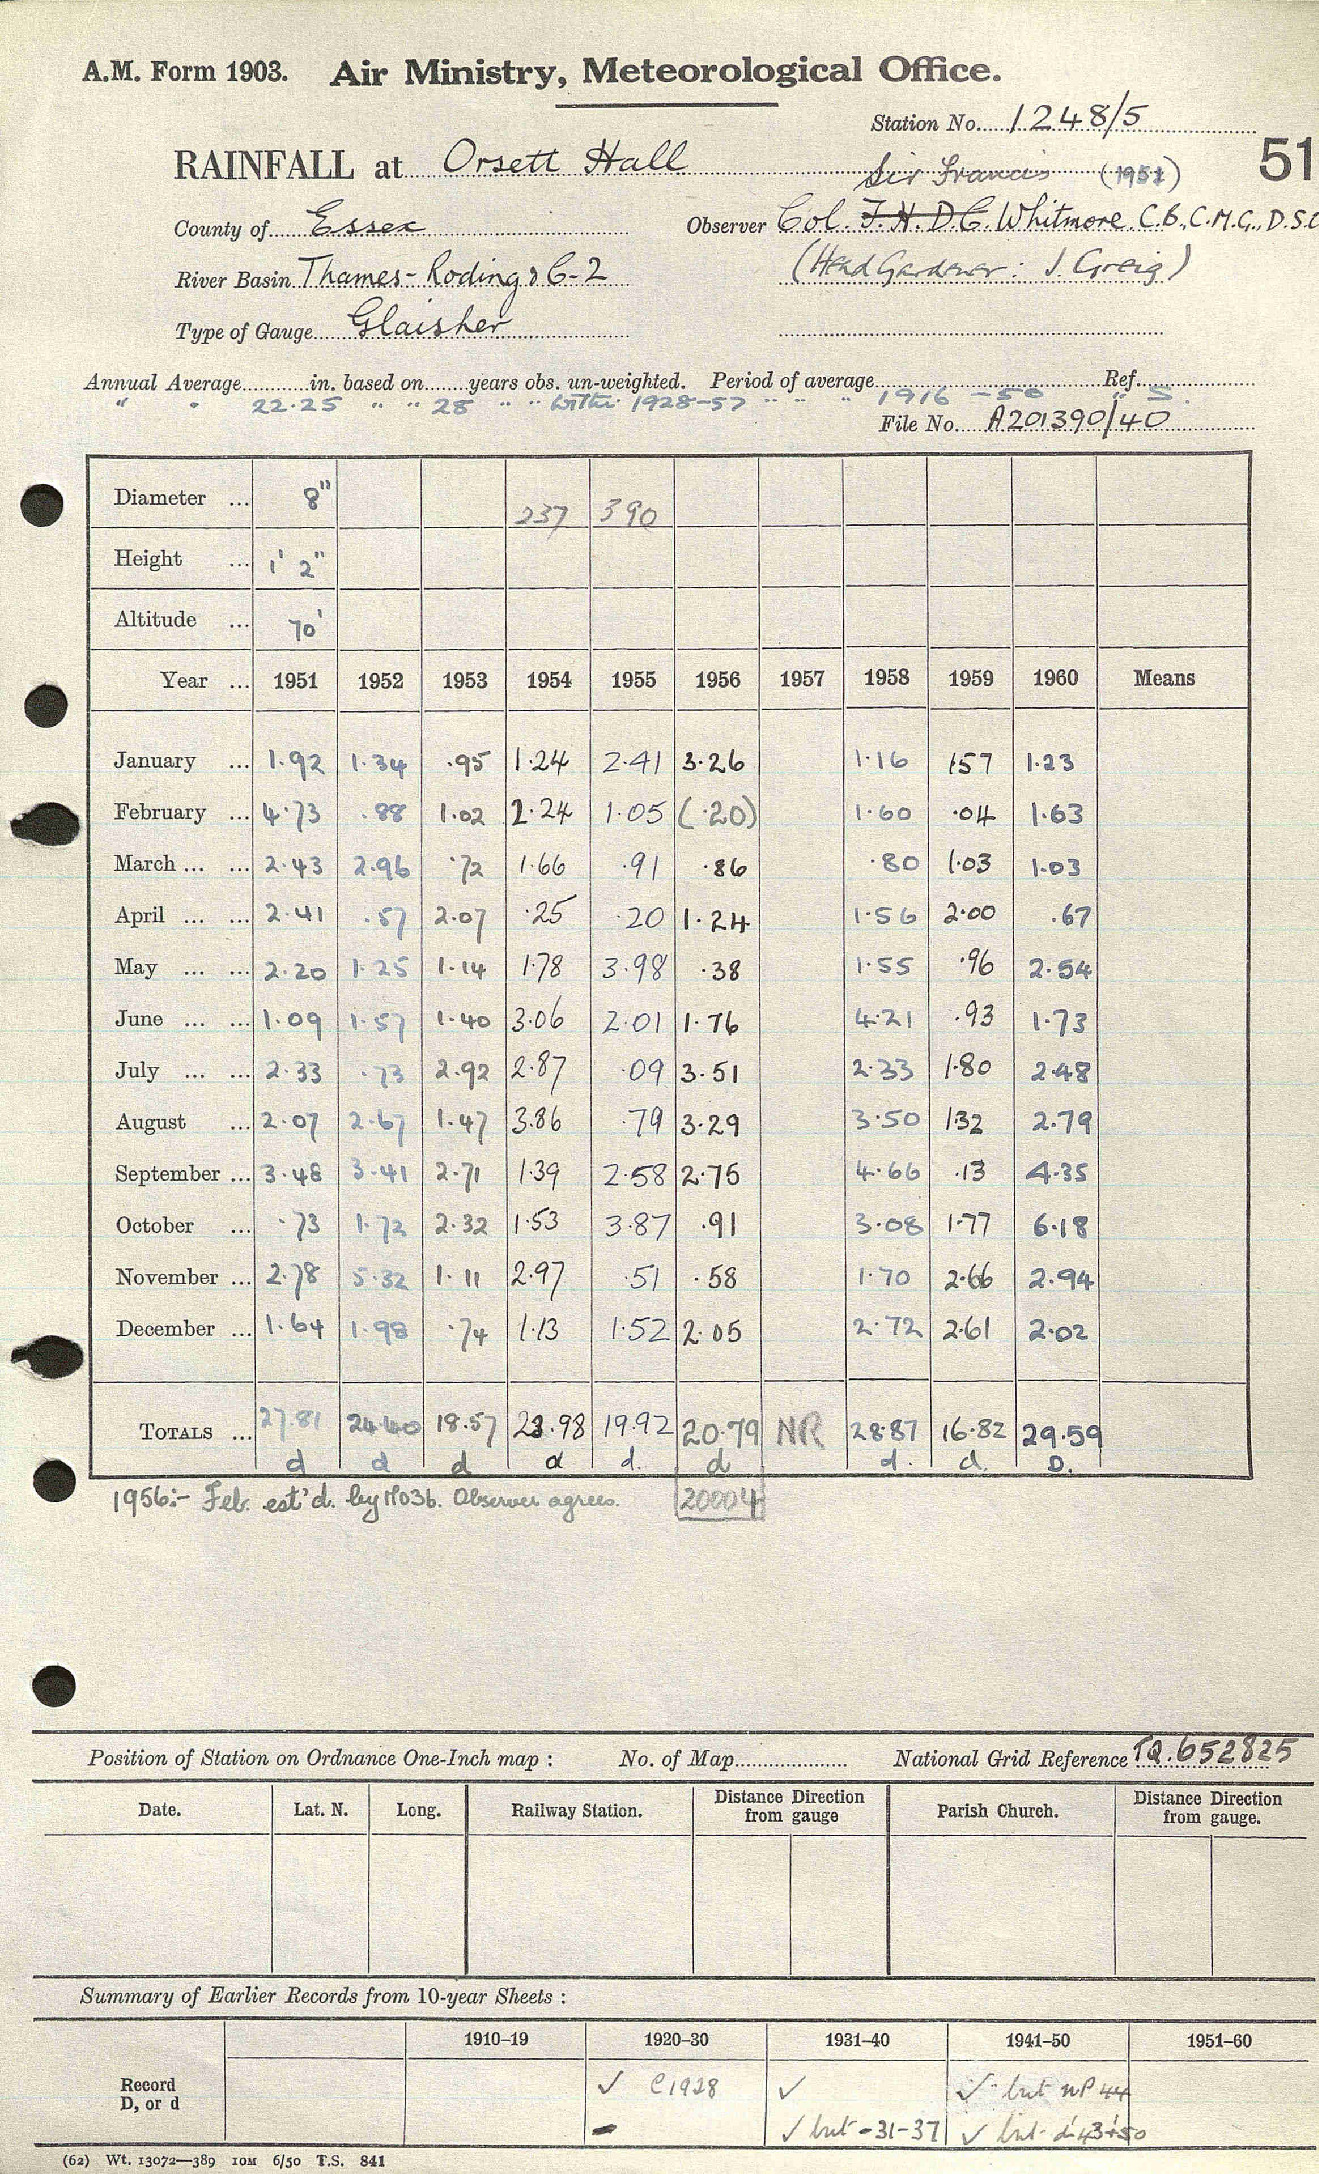 A.M. Form 1903. Air Ministry, Meteorological Office.
Station No. 1248/5
51
RAINFALL at Orsett Hall
Sir Francis (1951)
County of Essex
Observer Col. F. H. D. C. Whitmore. C.B., C.M.G., D.S.O
River Basin Thames - Roding & C-2
(Head Gardener: J. Greig)
Type of Gauge Glaisher
Annual Average in. based on years obs. un-weighted. Period of average Ref.
" " 22.25 " " 28 " " 1928-57 " " " 1916-50 " S.
File No. A201390/40
Diameter ... 8" 237 390
Height ... 1' 2"
Altitude ... 70'
Year ... 1951 1952 1953 1954 1955 1956 1957 1958 1959 1960 Means
January ... 1.92 1.34 .95 1.24 2.41 3.26 1.16 1.57 1.23
February ... 4.73 .88 1.02 2.24 1.05 (.20) 1.60 .04 1.63
March ... ... 2.43 2.96 .72 1.66 .91 .86 .80 1.03 1.03
April ... ... 2.41 .57 2.07 .25 .20 1.24 1.56 2.00 .67
May ... ... 2.20 1.25 1.14 1.78 3.98 .38 1.55 .96 2.54
June ... ... 1.09 1.57 1.40 3.06 2.01 1.76 4.21 .93 1.73
July ... ... 2.33 .73 2.92 2.87 .09 3.51 2.33 1.80 2.48
August ... 2.07 2.67 1.47 3.86 .79 3.29 3.50 1.32 2.79
September ... 3.48 3.41 2.71 1.39 2.58 2.75 4.66 .13 4.35
October ... .73 1.72 2.32 1.53 3.87 .91 3.08 1.77 6.18
November ... 2.78 5.32 1.11 2.97 .51 .58 1.70 2.66 2.94
December ... 1.64 1.98 .74 1.13 1.52 2.05 2.72 2.61 2.02
TOTALS ... 27.81 24.40 18.57 23.98 19.92 20.79 NR 28.87 16.82 29.59
d d d d d. d d. d. D.
1956:- Feb. est'd. by M03b. Observer agrees. 20004
Position of Station on Ordnance One-Inch map : No. of Map National Grid Reference TQ.652825
Date. Lat. N. Long. Railway Station. Distance Direction from gauge Parish Church. Distance Direction from gauge.
Summary of Earlier Records from 10-year Sheets :
1910–19 1920–30 1931–40 1941–50 1951–60
Record ✓ C1928 ✓ ✓ but NP 44
D, or d – ✓ but -31-37 ✓ but d 43+50
(62) Wt. 13072—389 10M 6/50 T.S. 841